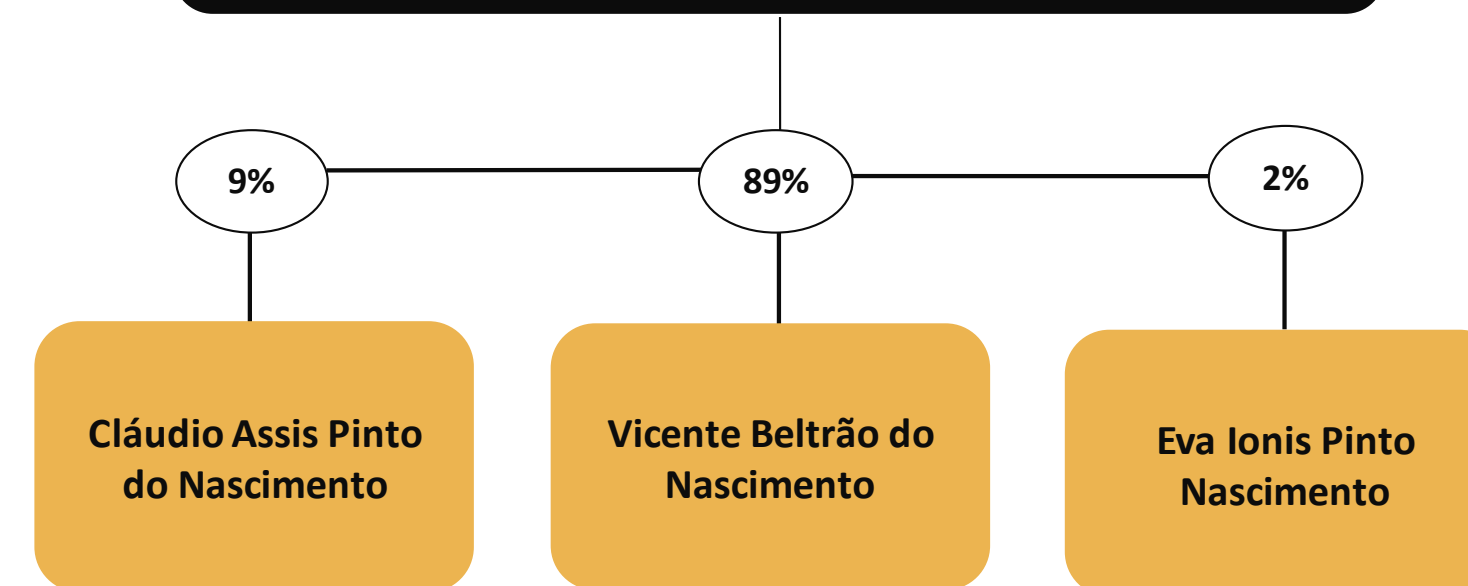 9%
89%
2%
Cláudio Assis Pinto
do Nascimento
Vicente Beltrão do
Nascimento
Eva Ionis Pinto
Nascimento